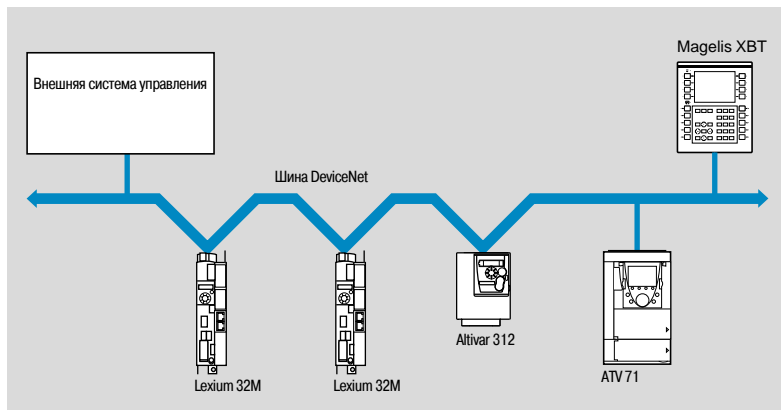 Magelis XBT
Внешняя система управления
Шина DeviceNet
Altivar 312
ATV 71
Lexium 32M
Lexium 32M